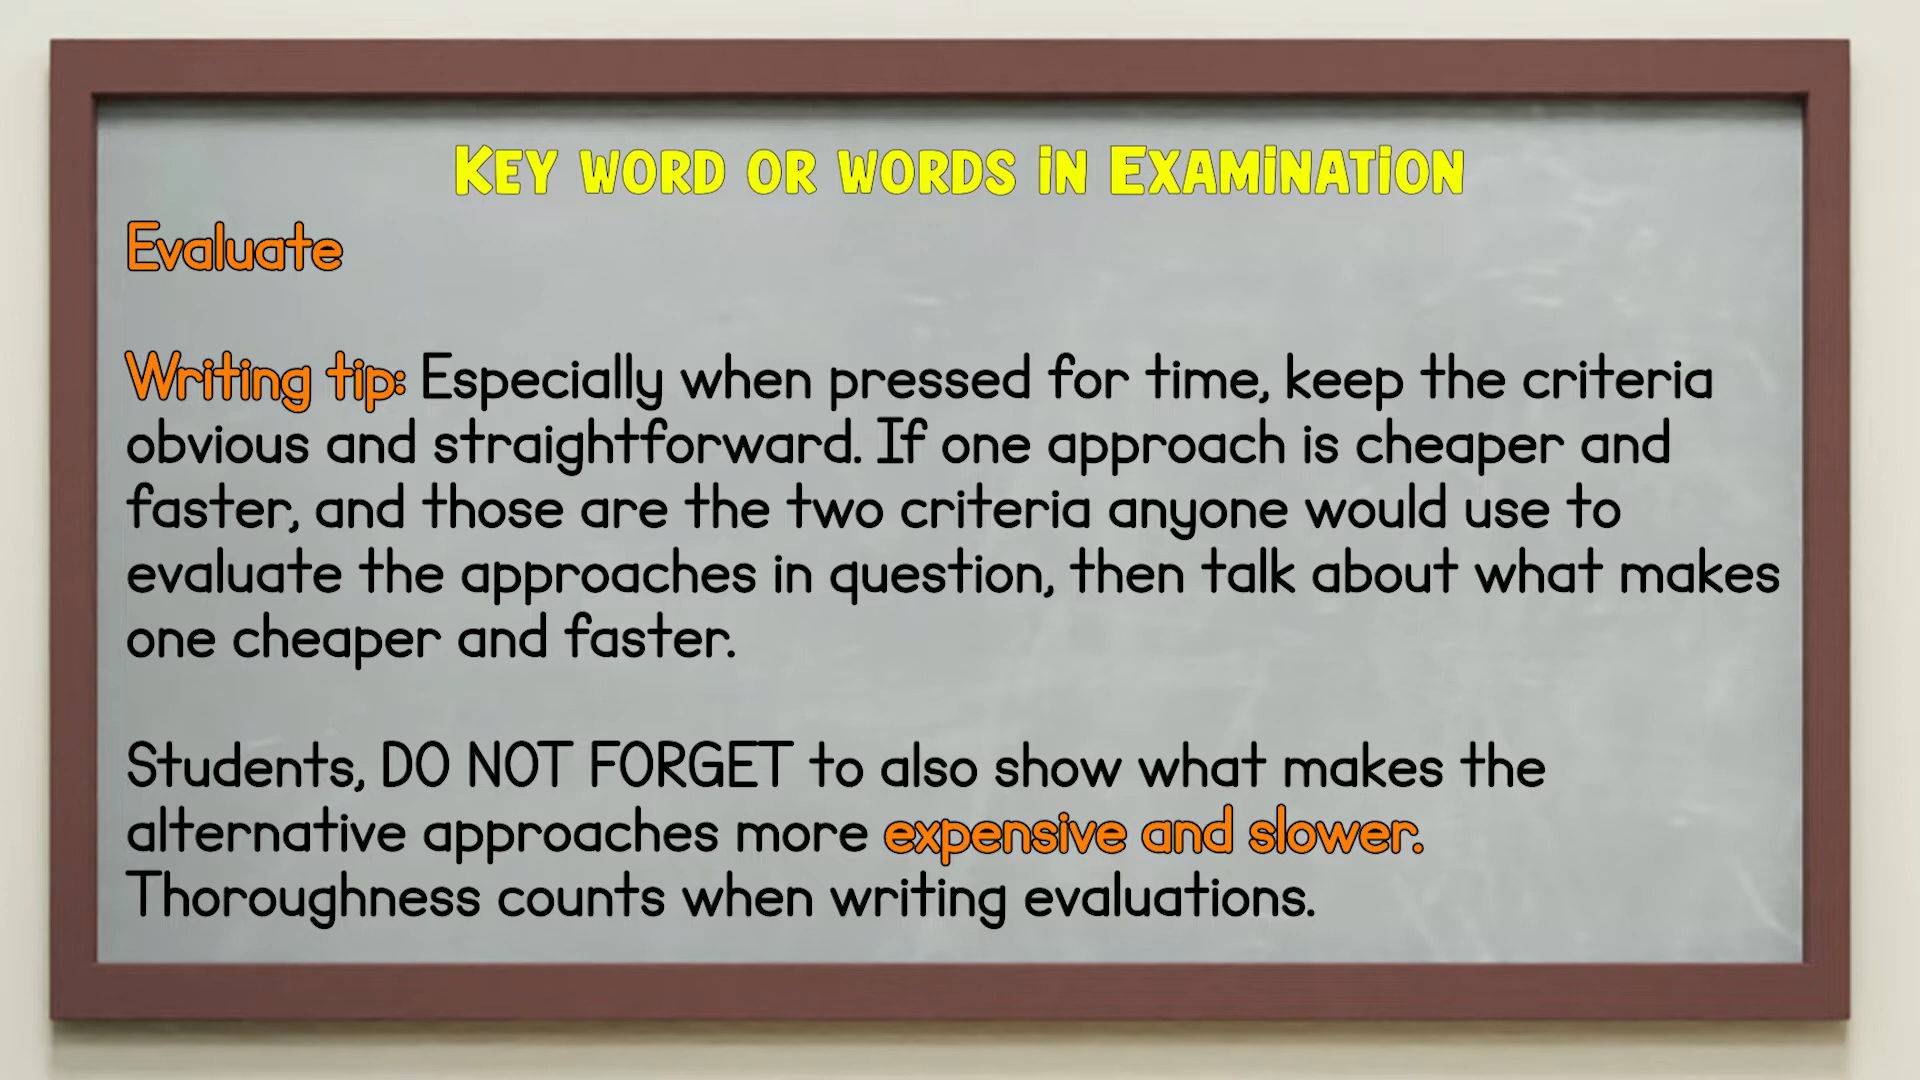 Key word or words in Examination
Evaluate
Writing tip: Especially when pressed for time, keep the criteria
obvious and straightforward. If one approach is cheaper and
faster, and those are the two criteria anyone would use to
evaluate the approaches in question, then talk about what makes
one cheaper and faster.
Students, DO NOT FORGET to also show what makes the
alternative approaches more expensive and slower.
Thoroughness counts when writing evaluations.